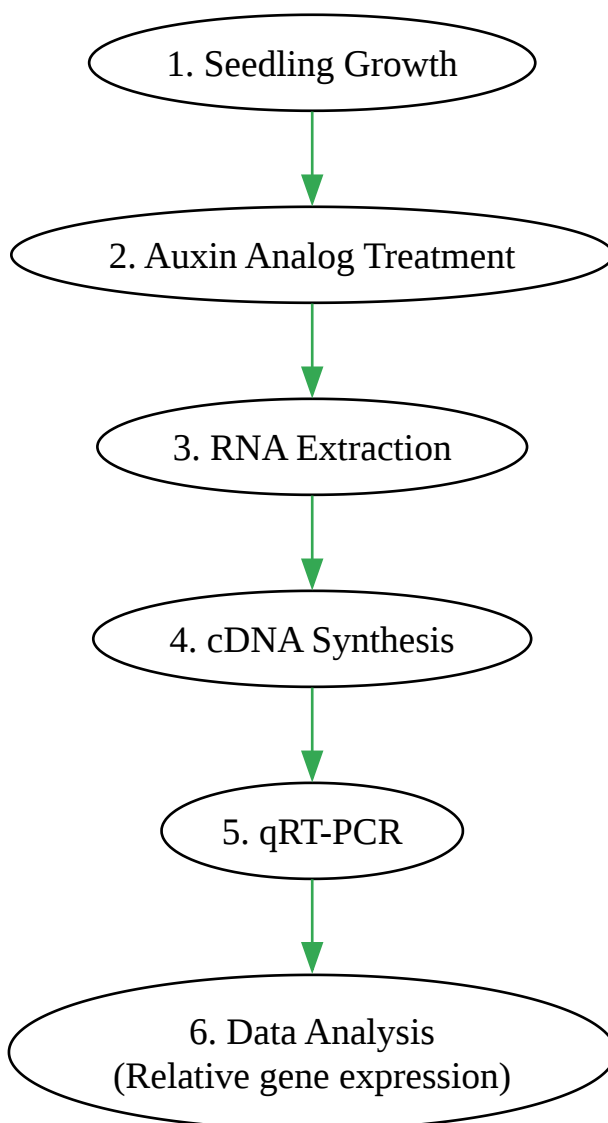 1. Seedling Growth
2. Auxin Analog Treatment
3. RNA Extraction
4. cDNA Synthesis
5. qRT-PCR
6. Data Analysis
(Relative gene expression)